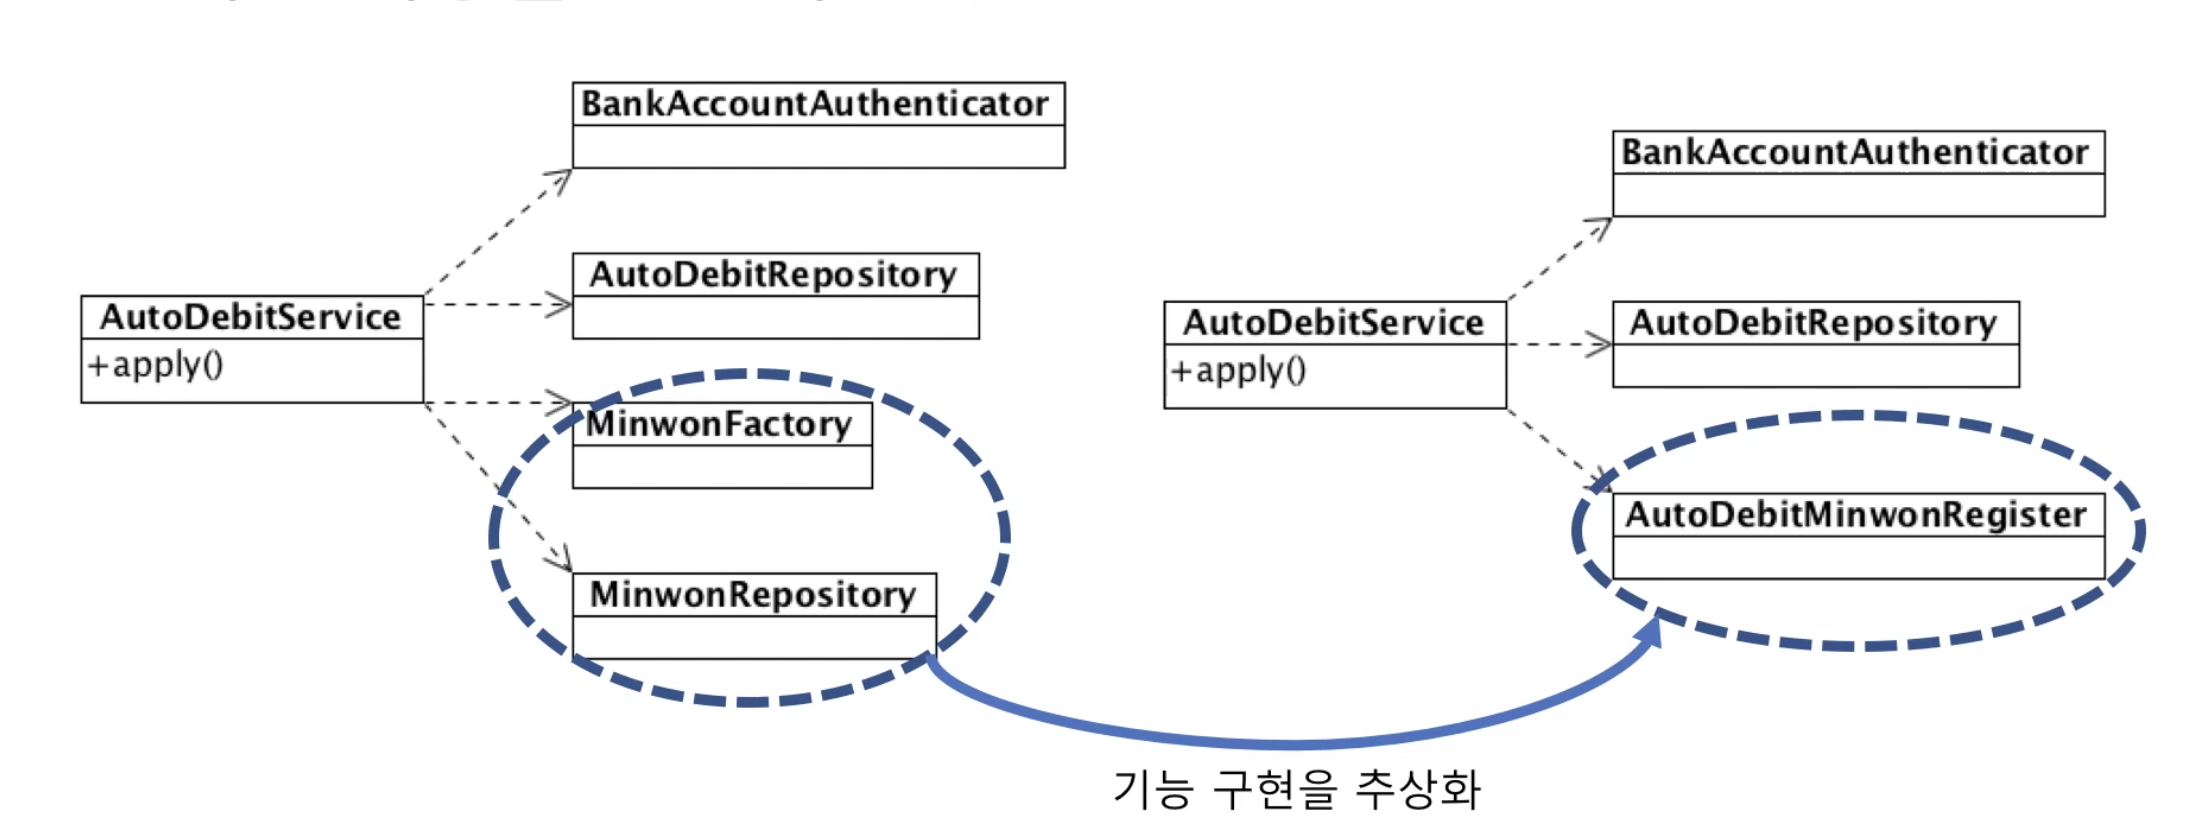 BankAccountAuthenticator
AutoDebitRepository
AutoDebitService
+apply()
MinwonFactory
MinwonRepository
BankAccountAuthenticator
AutoDebitService
+apply()
AutoDebitRepository
AutoDebitMinwonRegister
기능 구현을 추상화